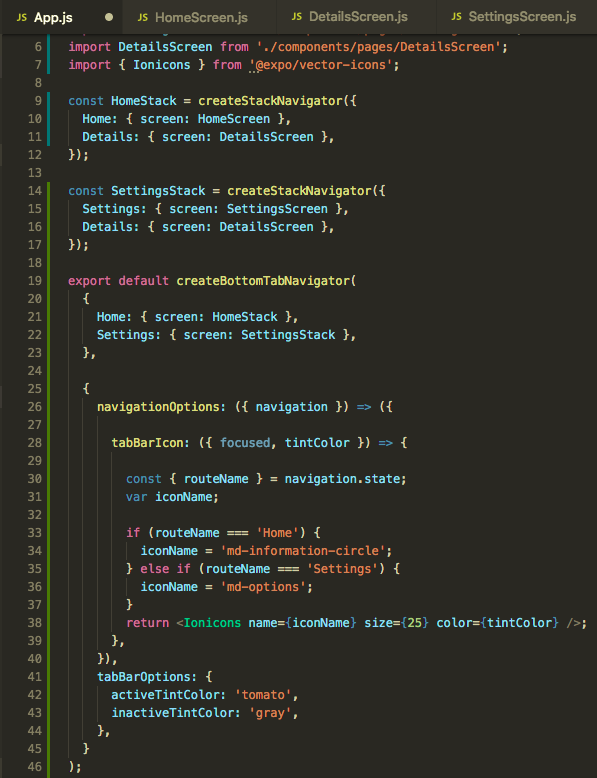 JS App.js JS HomeScreen.js JS DetailsScreen.js JS SettingsScreen.js
6 import DetailsScreen from './components/pages/DetailsScreen';
7 import { Ionicons } from '@expo/vector-icons';
8
9 const HomeStack = createStackNavigator({
10   Home: { screen: HomeScreen },
11   Details: { screen: DetailsScreen },
12 });
13
14 const SettingsStack = createStackNavigator({
15   Settings: { screen: SettingsScreen },
16   Details: { screen: DetailsScreen },
17 });
18
19 export default createBottomTabNavigator(
20   {
21     Home: { screen: HomeStack },
22     Settings: { screen: SettingsStack },
23   },
24
25   {
26     navigationOptions: ({ navigation }) => ({
27
28       tabBarIcon: ({ focused, tintColor }) => {
29
30         const { routeName } = navigation.state;
31         var iconName;
32
33         if (routeName === 'Home') {
34           iconName = 'md-information-circle';
35         } else if (routeName === 'Settings') {
36           iconName = 'md-options';
37         }
38         return <Ionicons name={iconName} size={25} color={tintColor} />;
39       },
40     }),
41     tabBarOptions: {
42       activeTintColor: 'tomato',
43       inactiveTintColor: 'gray',
44     },
45   }
46 );